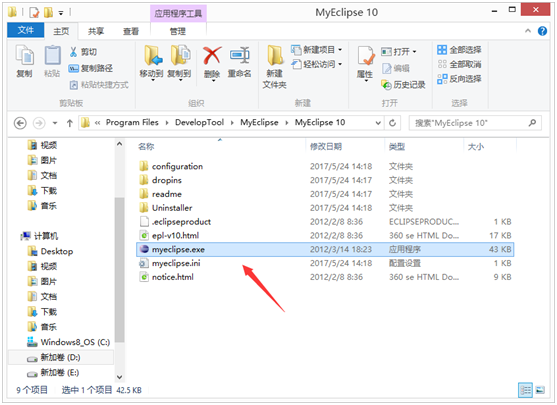 应用程序工具
MyEclipse 10
文件
主页
共享
查看
管理
复制
粘贴
剪切
复制路径
粘贴快捷方式
剪贴板
移动到
复制到
删除
重命名
组织
新建
文件夹
新建项目
轻松访问
新建
属性
打开
编辑
历史记录
打开
全部选择
全部取消
反向选择
选择
« Program Files ▸ DevelopTool ▸ MyEclipse ▸ MyEclipse 10
搜索"MyEclipse 10"
视频
图片
文档
下载
音乐
计算机
Desktop
视频
图片
文档
下载
音乐
Windows8_OS (C:)
新加卷 (D:)
新加卷 (E:)
名称 修改日期 类型 大小
configuration 2017/5/24 14:18 文件夹
dropins 2017/5/24 14:17 文件夹
readme 2017/5/24 14:17 文件夹
Uninstaller 2017/5/24 14:18 文件夹
.eclipseproduct 2012/2/8 8:36 ECLIPSEPRODUC... 1 KB
epl-v10.html 2012/2/8 8:36 360 se HTML Do... 17 KB
myeclipse.exe 2012/3/14 18:23 应用程序 43 KB
myeclipse.ini 2017/5/24 14:18 配置设置 1 KB
notice.html 2012/2/8 8:36 360 se HTML Do... 9 KB
9 个项目 选中 1 个项目 42.5 KB